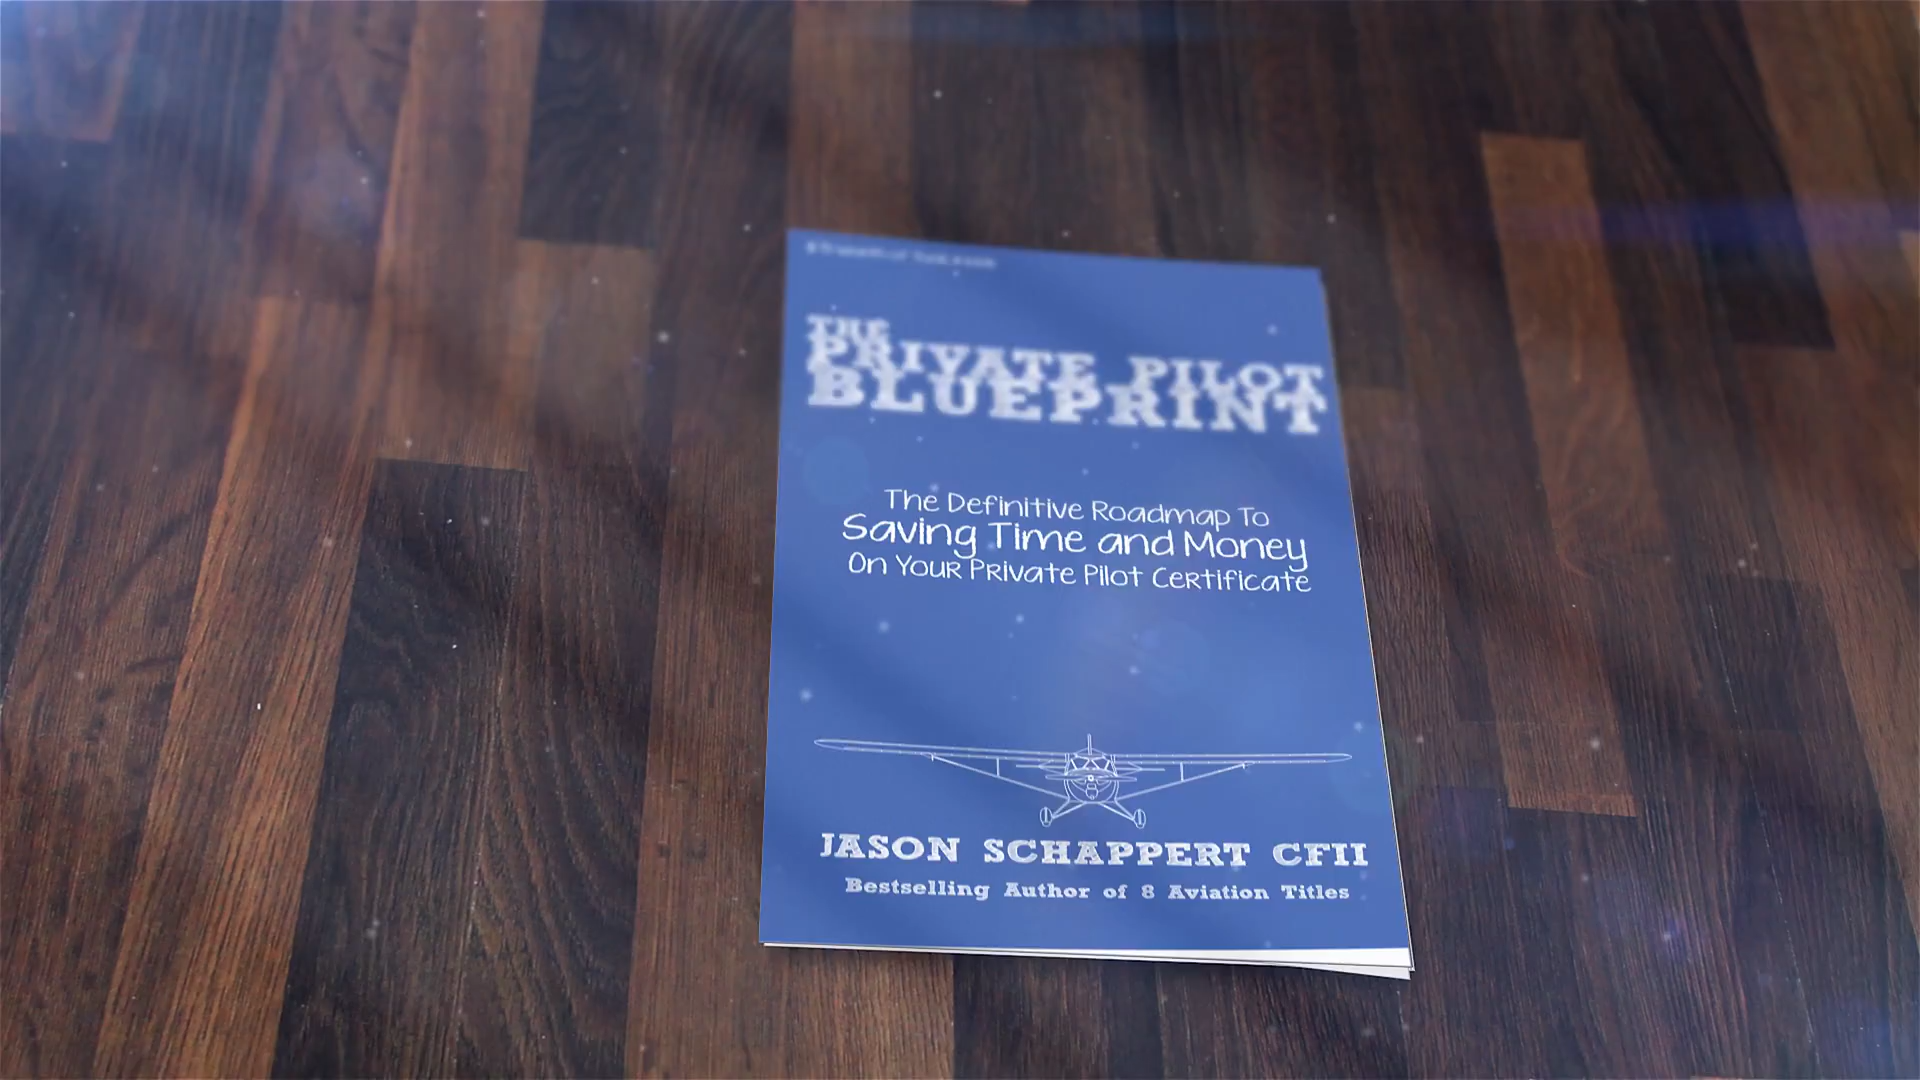 THE
PRIVATE PILOT
BLUEPRINT
The Definitive Roadmap To
Saving Time and Money
On Your Private Pilot Certificate
JASON SCHAPPERT CFII
Bestselling Author of 8 Aviation Titles